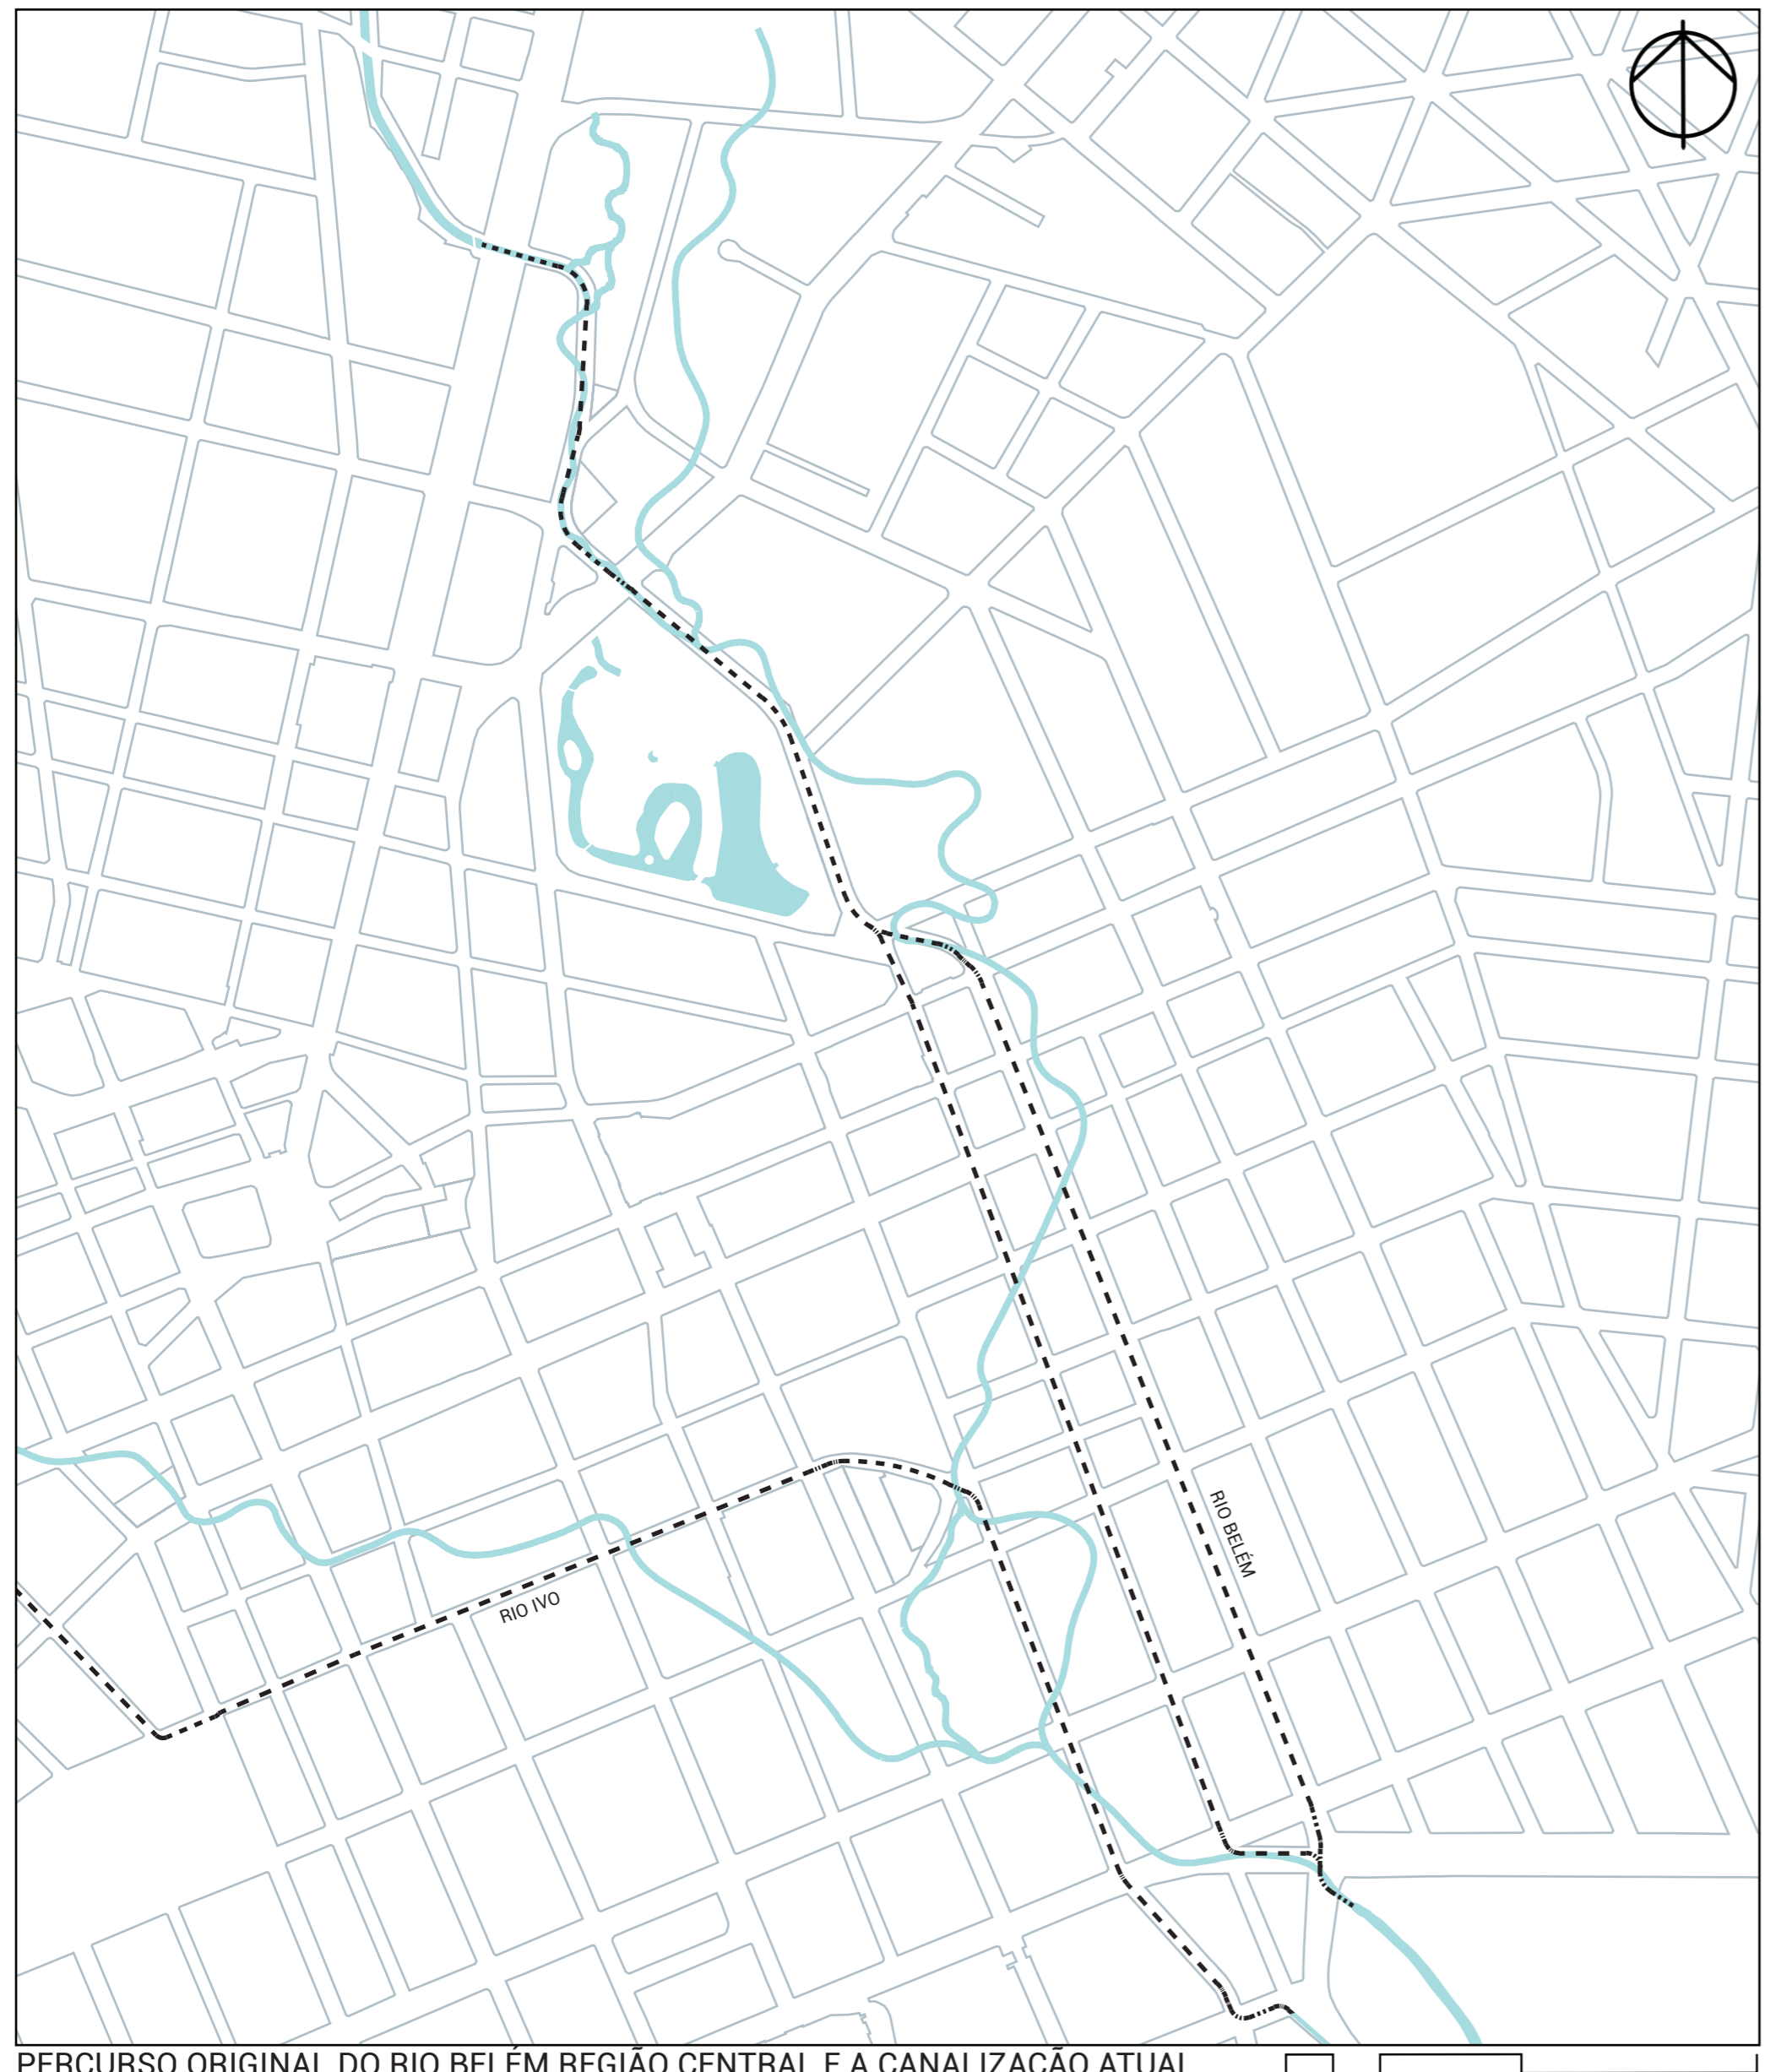 RIO BELÉM
RIO IVO
PERCURSO ORIGINAL DO RIO BELÉM REGIÃO CENTRAL E A CANALIZAÇÃO ATUAL